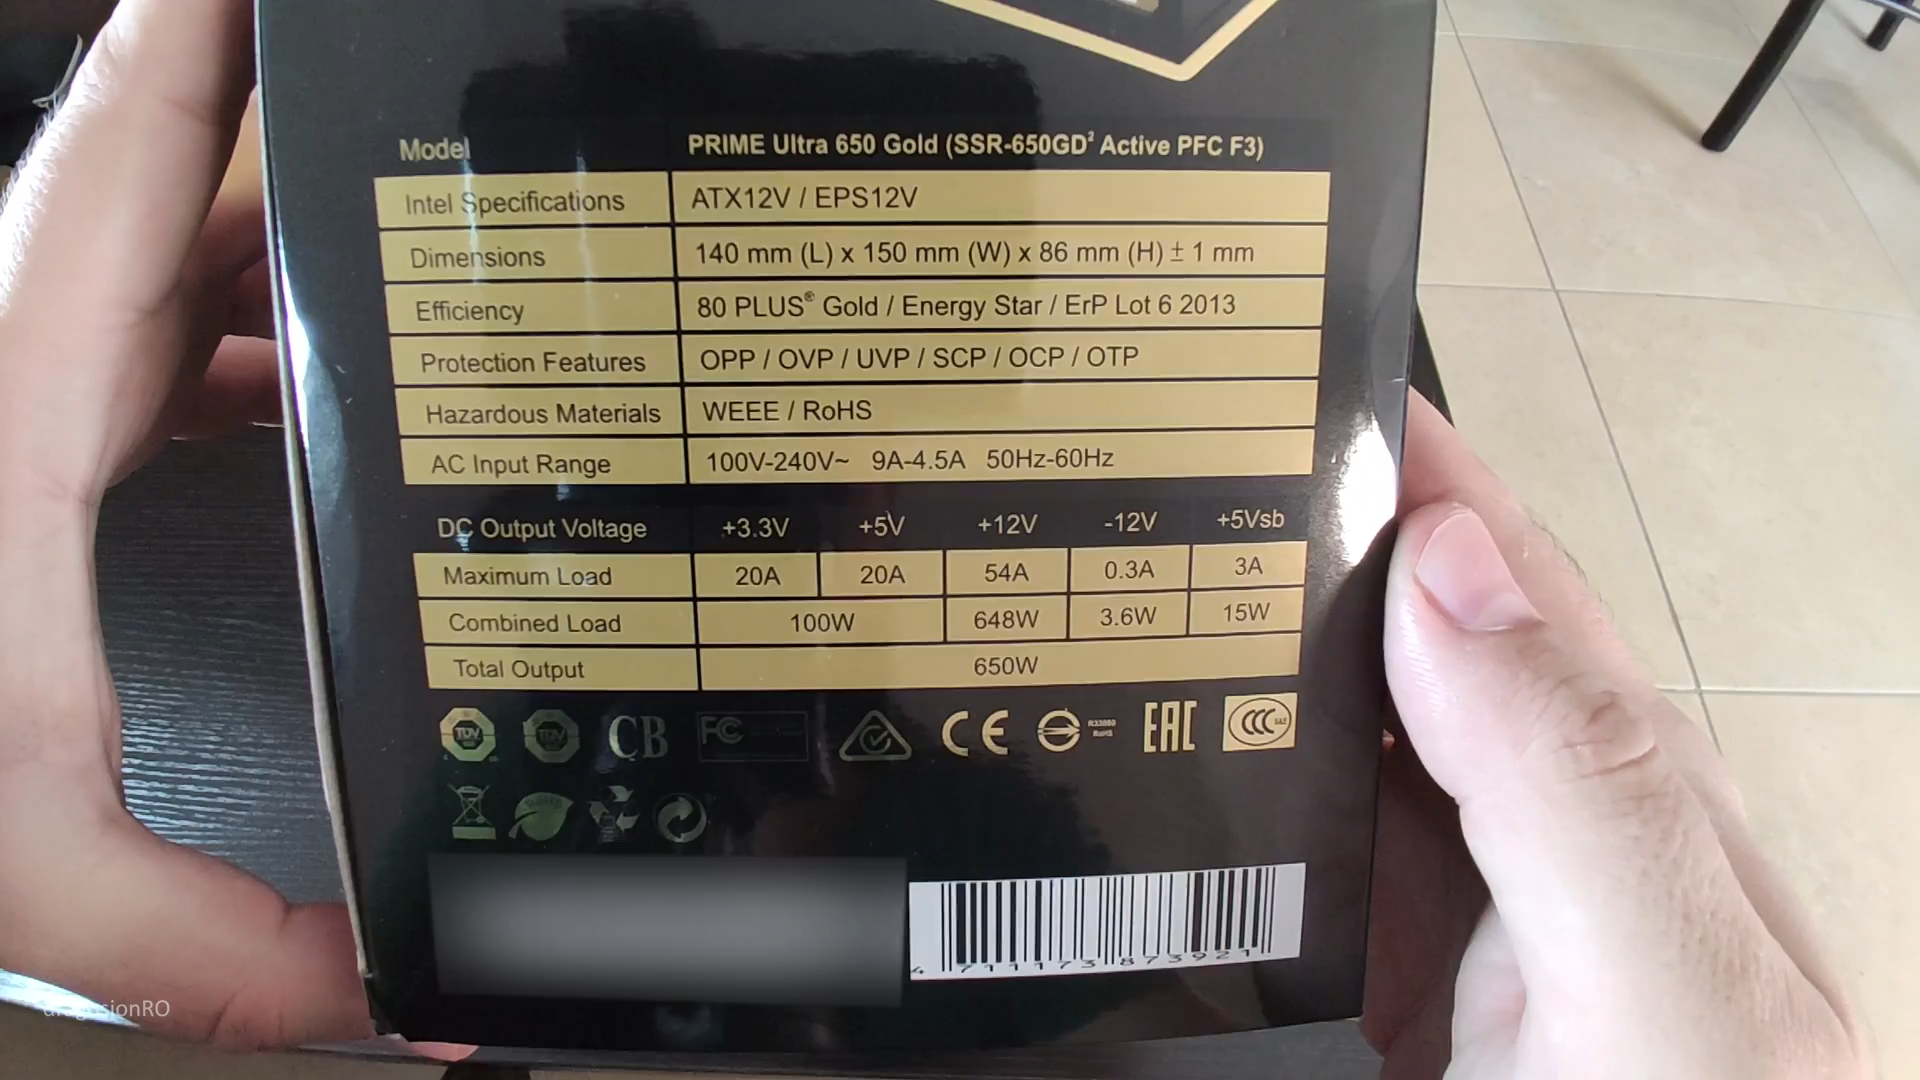 Model PRIME Ultra 650 Gold (SSR-650GD² Active PFC F3)
Intel Specifications ATX12V / EPS12V
Dimensions 140 mm (L) x 150 mm (W) x 86 mm (H) ± 1 mm
Efficiency 80 PLUS® Gold / Energy Star / ErP Lot 6 2013
Protection Features OPP / OVP / UVP / SCP / OCP / OTP
Hazardous Materials WEEE / RoHS
AC Input Range 100V-240V~ 9A-4.5A 50Hz-60Hz
DC Output Voltage +3.3V +5V +12V -12V +5Vsb
Maximum Load 20A 20A 54A 0.3A 3A
Combined Load 100W 648W 3.6W 15W
Total Output 650W
TÜV TÜV CB FC CE RoHS EAC CCC S&E
4 711173 873921